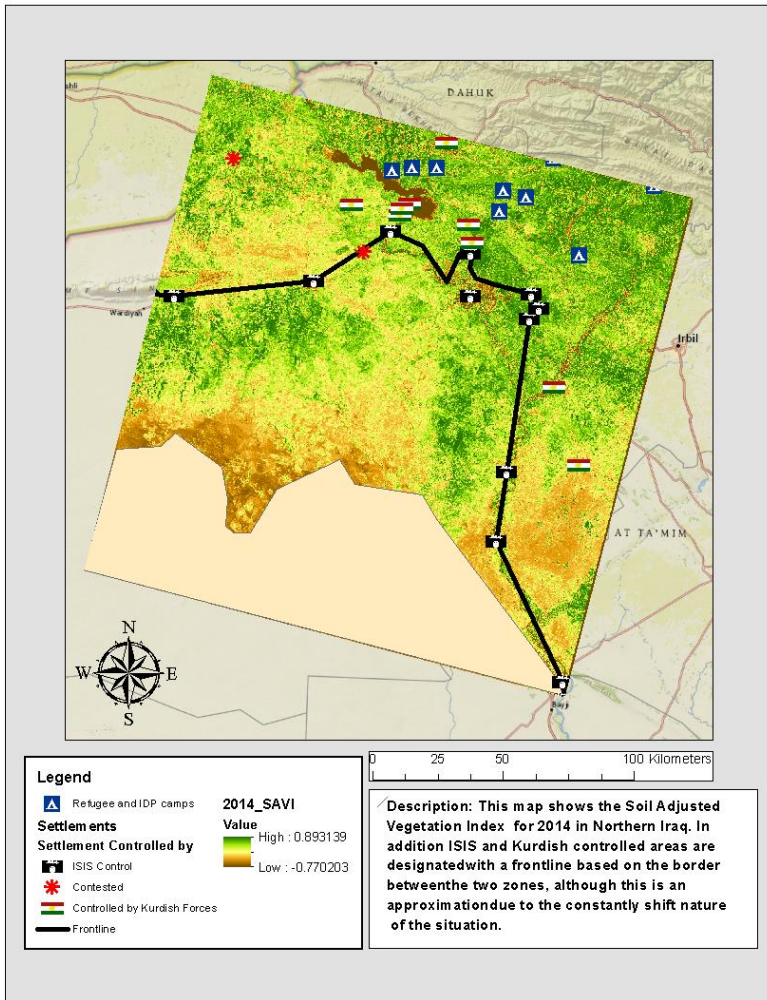 DAHUK
Wardiyah
Irbil
AT TA'MIM
Bayji
N
W E
S
0 25 50 100 Kilometers
Legend
Refugee and IDP camps
Settlements
Settlement Controlled by
ISIS Control
Contested
Controlled by Kurdish Forces
Frontline
2014_SAVI
Value
High : 0.893139
Low : -0.770203
Description: This map shows the Soil Adjusted
Vegetation Index for 2014 in Northern Iraq. In
addition ISIS and Kurdish controlled areas are
designatedwith a frontline based on the border
betweenthe two zones, although this is an
approximationdue to the constantly shift nature
of the situation.